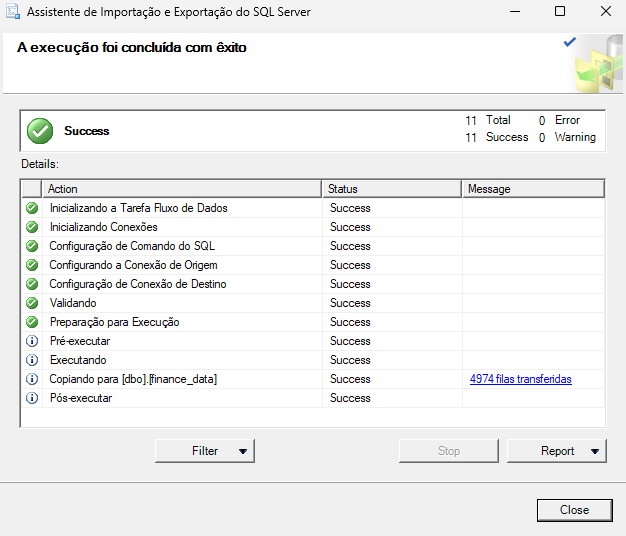 Assistente de Importação e Exportação do SQL Server
A execução foi concluída com êxito
Success
11 Total 0 Error
11 Success 0 Warning
Details:
Action Status Message
Inicializando a Tarefa Fluxo de Dados Success
Inicializando Conexões Success
Configuração de Comando do SQL Success
Configurando a Conexão de Origem Success
Configuração de Conexão de Destino Success
Validando Success
Preparação para Execução Success
Pré-executar Success
Executando Success
Copiando para [dbo].[finance_data] Success 4974 filas transferidas
Pós-executar Success
Filter Stop Report
Close